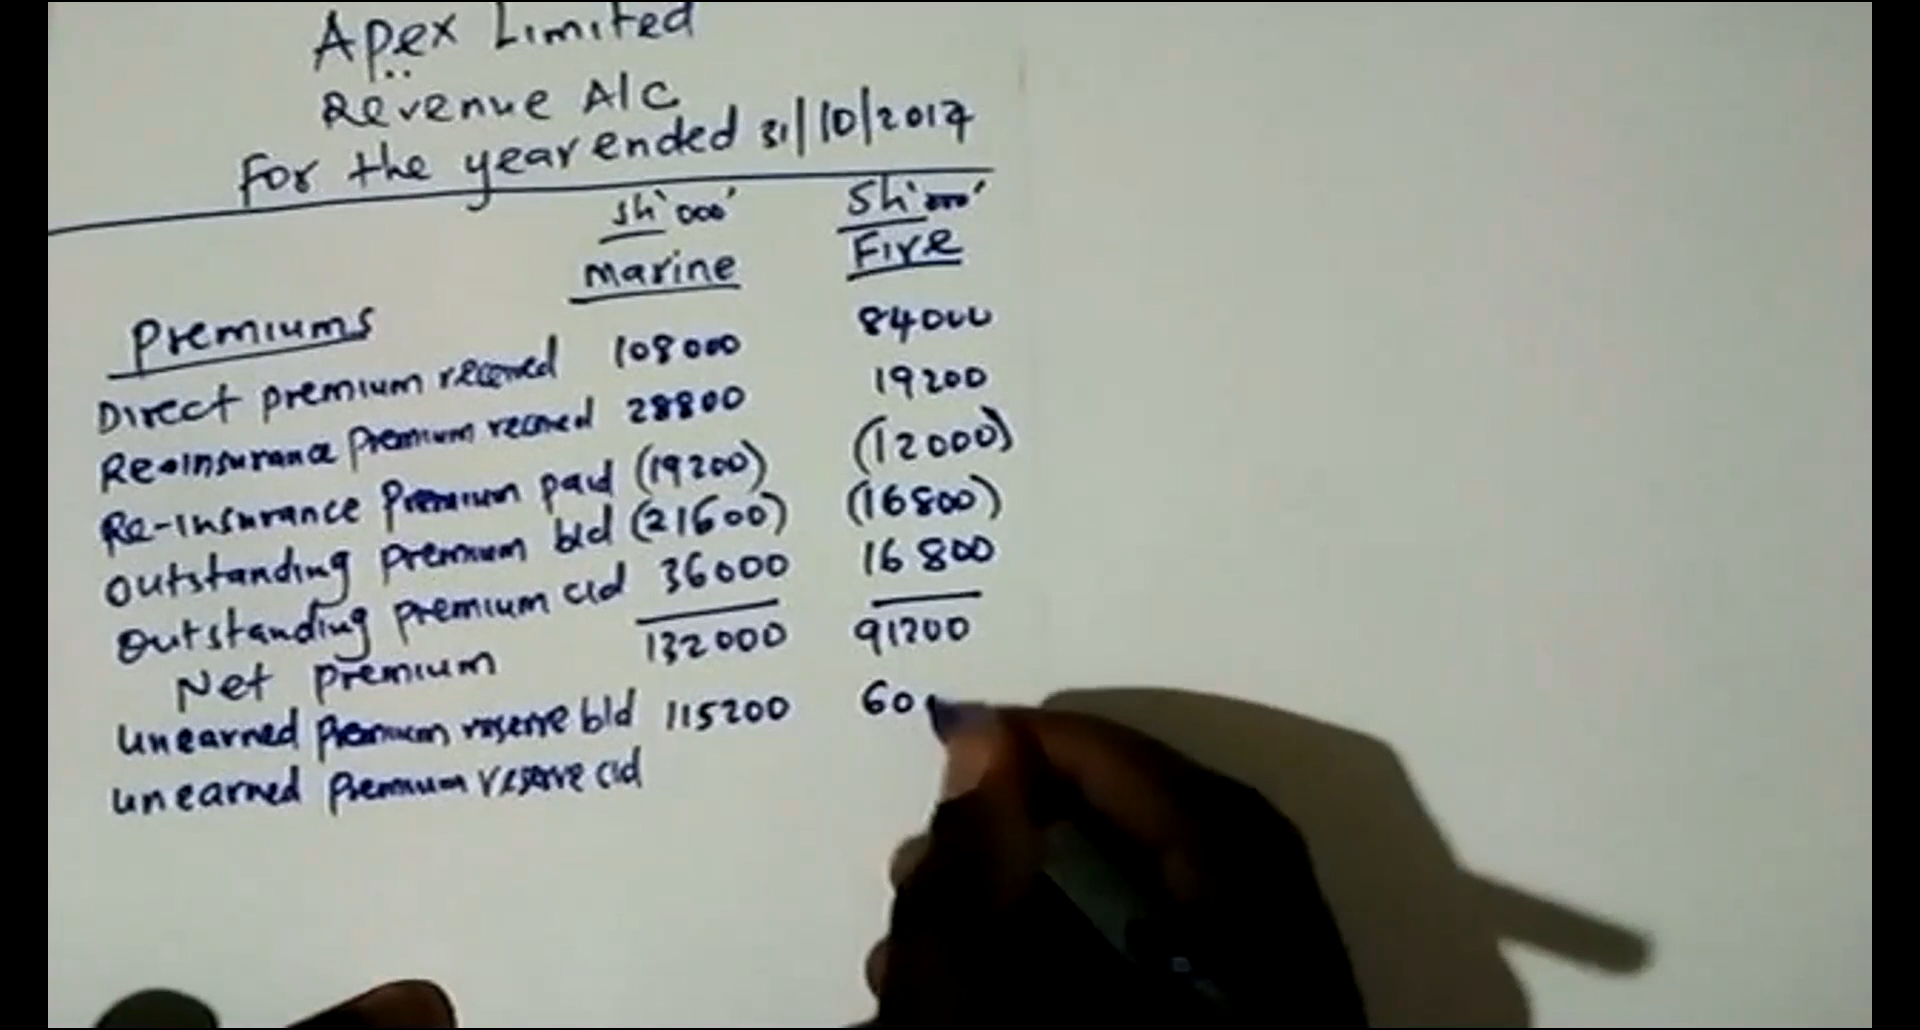 Apex Limited
Revenue A/C
For the year ended 31/10/2017
sh '000' sh '000'
marine Fire
Premiums
Direct premium received 108000 84000
Re-insurance premium received 28800 19200
Re-insurance premium paid (19200) (12000)
Outstanding premium b/d (21600) (16800)
Outstanding premium c/d 36000 16800
Net premium 132000 91200
unearned premium reserve b/d 115200 60
unearned premium reserve c/d